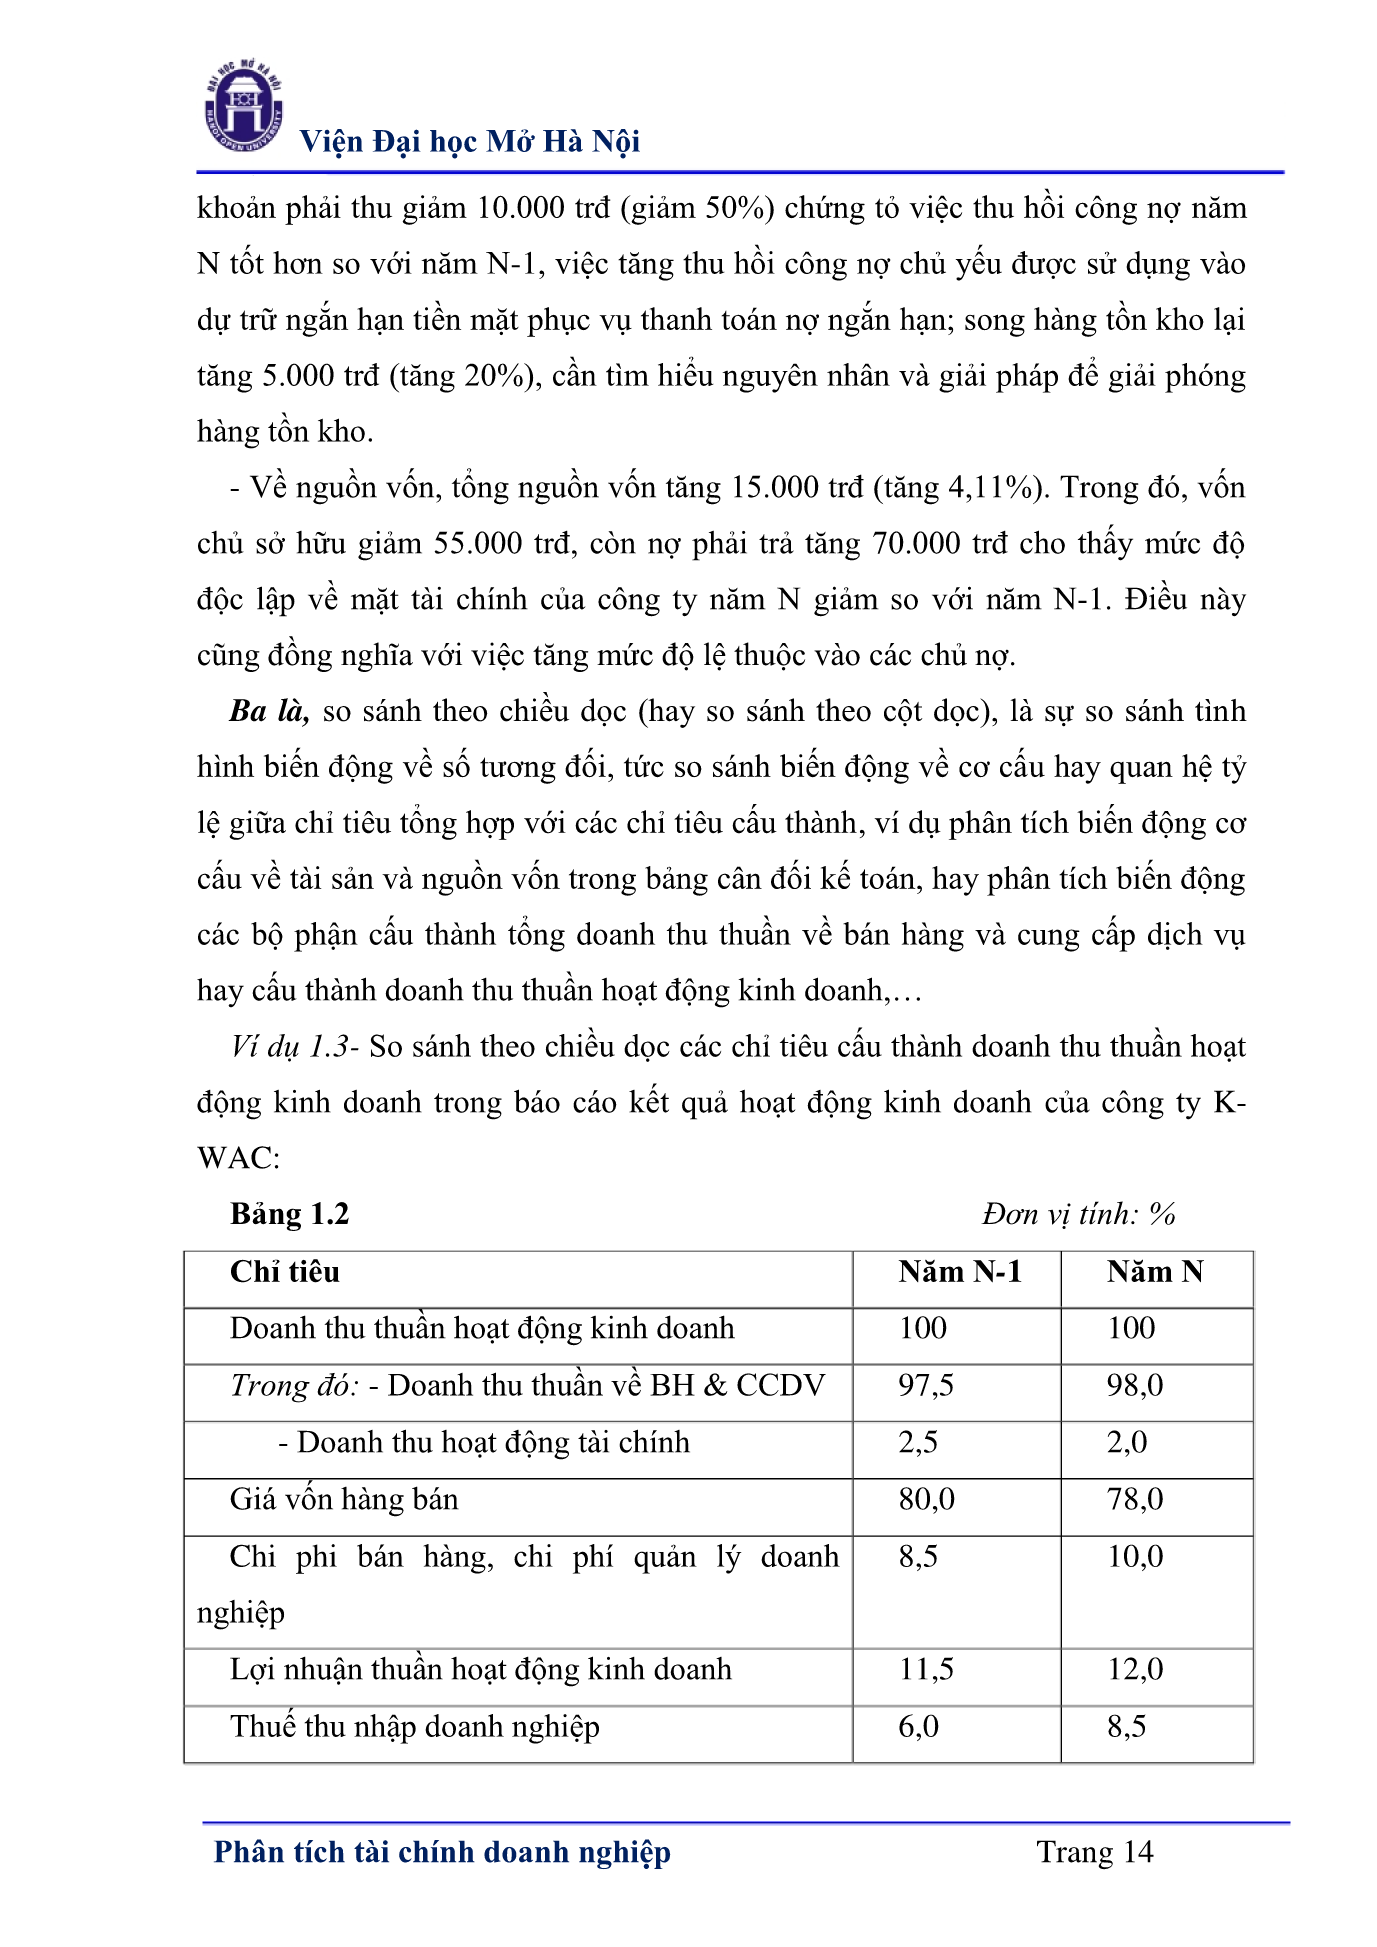 ĐẠI HỌC MỞ HÀ NỘI
HANOI OPEN UNIVERSITY
Viện Đại học Mở Hà Nội
khoản phải thu giảm 10.000 trđ (giảm 50%) chứng tỏ việc thu hồi công nợ năm
N tốt hơn so với năm N-1, việc tăng thu hồi công nợ chủ yếu được sử dụng vào
dự trữ ngắn hạn tiền mặt phục vụ thanh toán nợ ngắn hạn; song hàng tồn kho lại
tăng 5.000 trđ (tăng 20%), cần tìm hiểu nguyên nhân và giải pháp để giải phóng
hàng tồn kho.
- Về nguồn vốn, tổng nguồn vốn tăng 15.000 trđ (tăng 4,11%). Trong đó, vốn
chủ sở hữu giảm 55.000 trđ, còn nợ phải trả tăng 70.000 trđ cho thấy mức độ
độc lập về mặt tài chính của công ty năm N giảm so với năm N-1. Điều này
cũng đồng nghĩa với việc tăng mức độ lệ thuộc vào các chủ nợ.
Ba là, so sánh theo chiều dọc (hay so sánh theo cột dọc), là sự so sánh tình
hình biến động về số tương đối, tức so sánh biến động về cơ cấu hay quan hệ tỷ
lệ giữa chỉ tiêu tổng hợp với các chỉ tiêu cấu thành, ví dụ phân tích biến động cơ
cấu về tài sản và nguồn vốn trong bảng cân đối kế toán, hay phân tích biến động
các bộ phận cấu thành tổng doanh thu thuần về bán hàng và cung cấp dịch vụ
hay cấu thành doanh thu thuần hoạt động kinh doanh,…
Ví dụ 1.3- So sánh theo chiều dọc các chỉ tiêu cấu thành doanh thu thuần hoạt
động kinh doanh trong báo cáo kết quả hoạt động kinh doanh của công ty K-
WAC:
Bảng 1.2 Đơn vị tính: %
Chỉ tiêu Năm N-1 Năm N
Doanh thu thuần hoạt động kinh doanh 100 100
Trong đó: - Doanh thu thuần về BH & CCDV 97,5 98,0
- Doanh thu hoạt động tài chính 2,5 2,0
Giá vốn hàng bán 80,0 78,0
Chi phi bán hàng, chi phí quản lý doanh 8,5 10,0
nghiệp
Lợi nhuận thuần hoạt động kinh doanh 11,5 12,0
Thuế thu nhập doanh nghiệp 6,0 8,5
Phân tích tài chính doanh nghiệp Trang 14